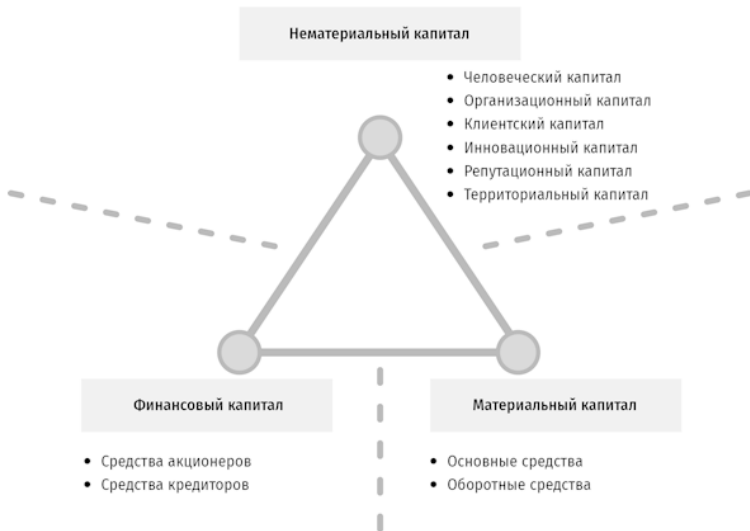 Нематериальный капитал
• Человеческий капитал
• Организационный капитал
• Клиентский капитал
• Инновационный капитал
• Репутационный капитал
• Территориальный капитал
Финансовый капитал
• Средства акционеров
• Средства кредиторов
Материальный капитал
• Основные средства
• Оборотные средства